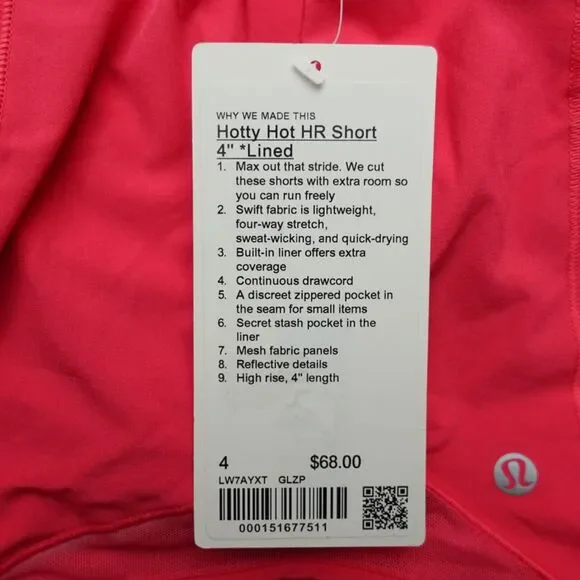 WHY WE MADE THIS
Hotty Hot HR Short
4" *Lined
1. Max out that stride. We cut
these shorts with extra room so
you can run freely
2. Swift fabric is lightweight,
four-way stretch,
sweat-wicking, and quick-drying
3. Built-in liner offers extra
coverage
4. Continuous drawcord
5. A discreet zippered pocket in
the seam for small items
6. Secret stash pocket in the
liner
7. Mesh fabric panels
8. Reflective details
9. High rise, 4" length
4 $68.00
LW7AYXT GLZP
000151677511